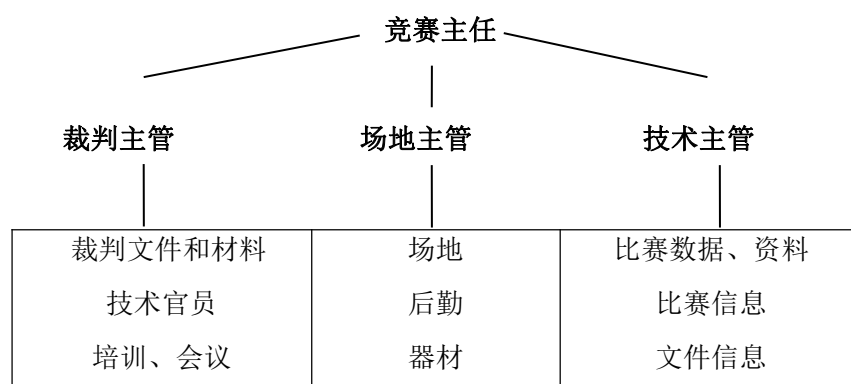 竞赛主任
裁判主管 场地主管 技术主管
裁判文件和材料 场地 比赛数据、资料
技术官员 后勤 比赛信息
培训、会议 器材 文件信息